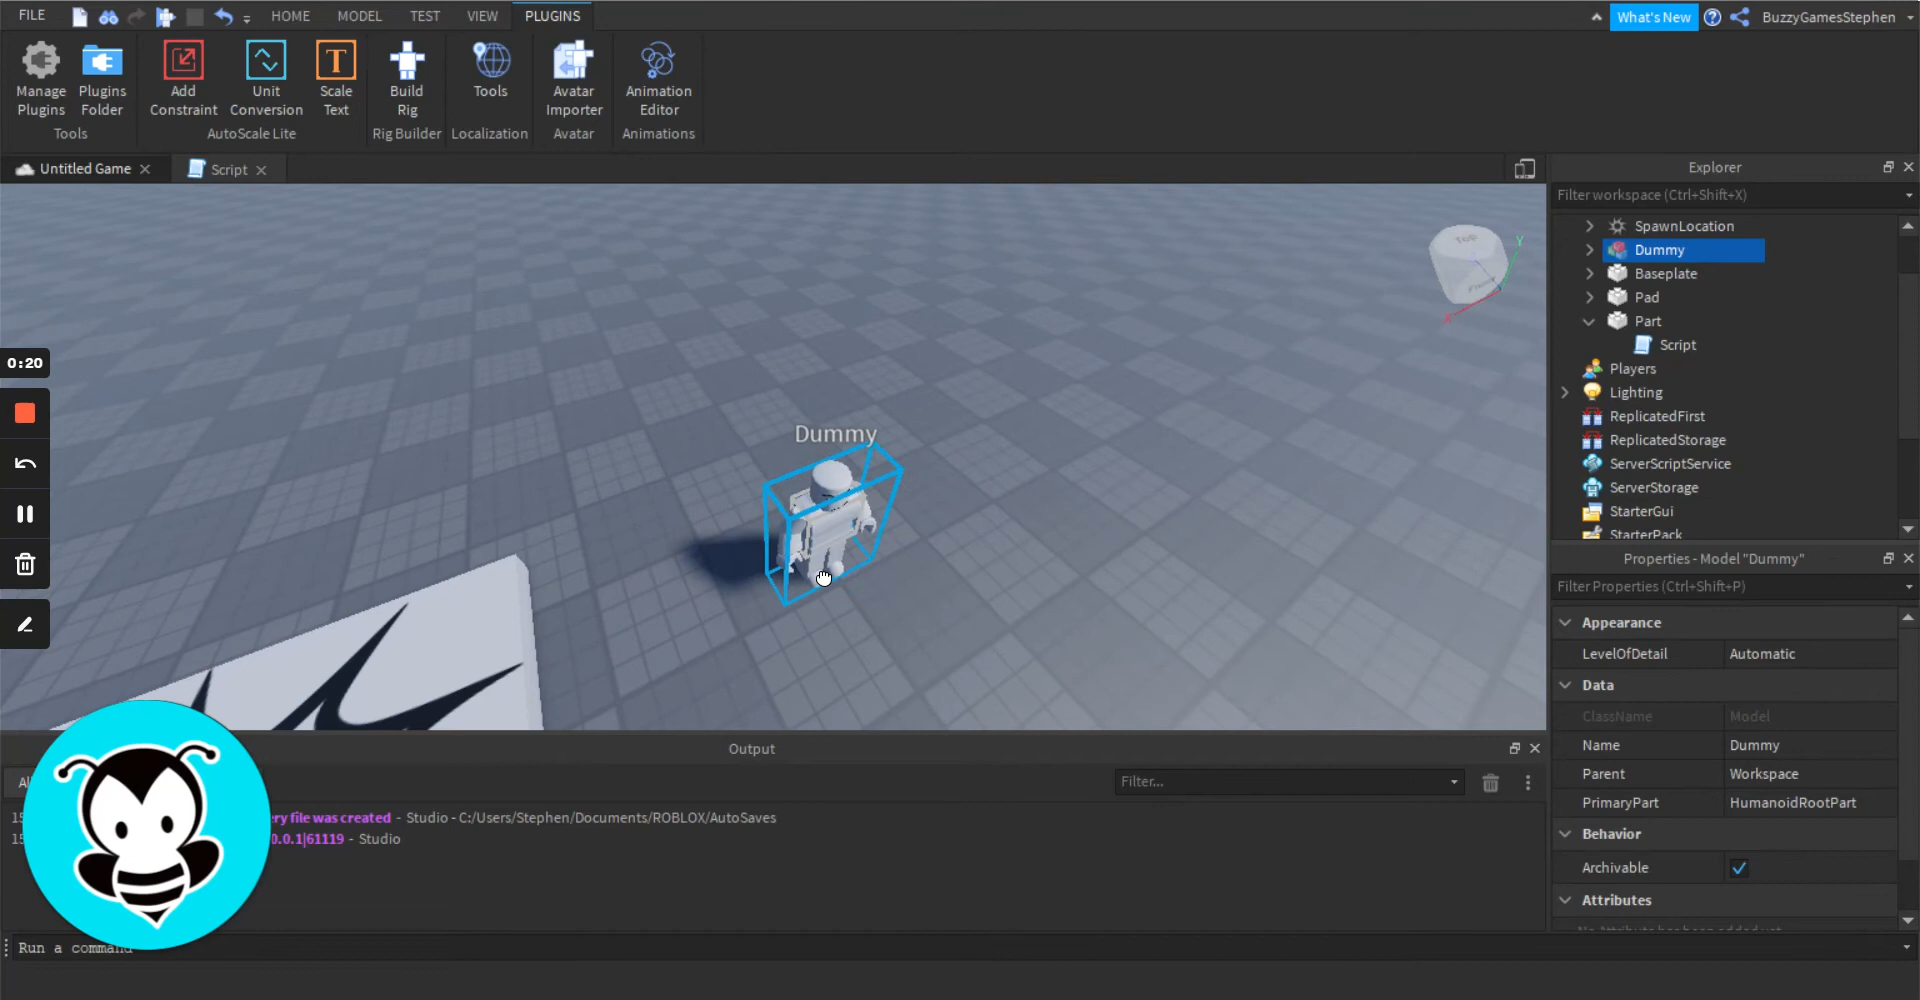 FILE HOME MODEL TEST VIEW PLUGINS What's New BuzzyGamesStephen
Manage Plugins
Plugins Folder
Add Constraint
Unit Conversion
Scale Text
Build Rig
Tools
Avatar Importer
Animation Editor
Tools AutoScale Lite Rig Builder Localization Avatar Animations
Untitled Game Script
Explorer
Filter workspace (Ctrl+Shift+X)
SpawnLocation
Dummy
Baseplate
Pad
Part
Script
Players
Lighting
ReplicatedFirst
ReplicatedStorage
ServerScriptService
ServerStorage
StarterGui
StarterPack
Top
Y
X
0:20
Dummy
Properties - Model "Dummy"
Filter Properties (Ctrl+Shift+P)
Appearance
LevelOfDetail Automatic
Data
ClassName Model
Name Dummy
Parent Workspace
PrimaryPart HumanoidRootPart
Behavior
Archivable
Attributes
Output
Filter...
ry file was created - Studio - C:/Users/Stephen/Documents/ROBLOX/AutoSaves
0.0.1|61119 - Studio
Run a command